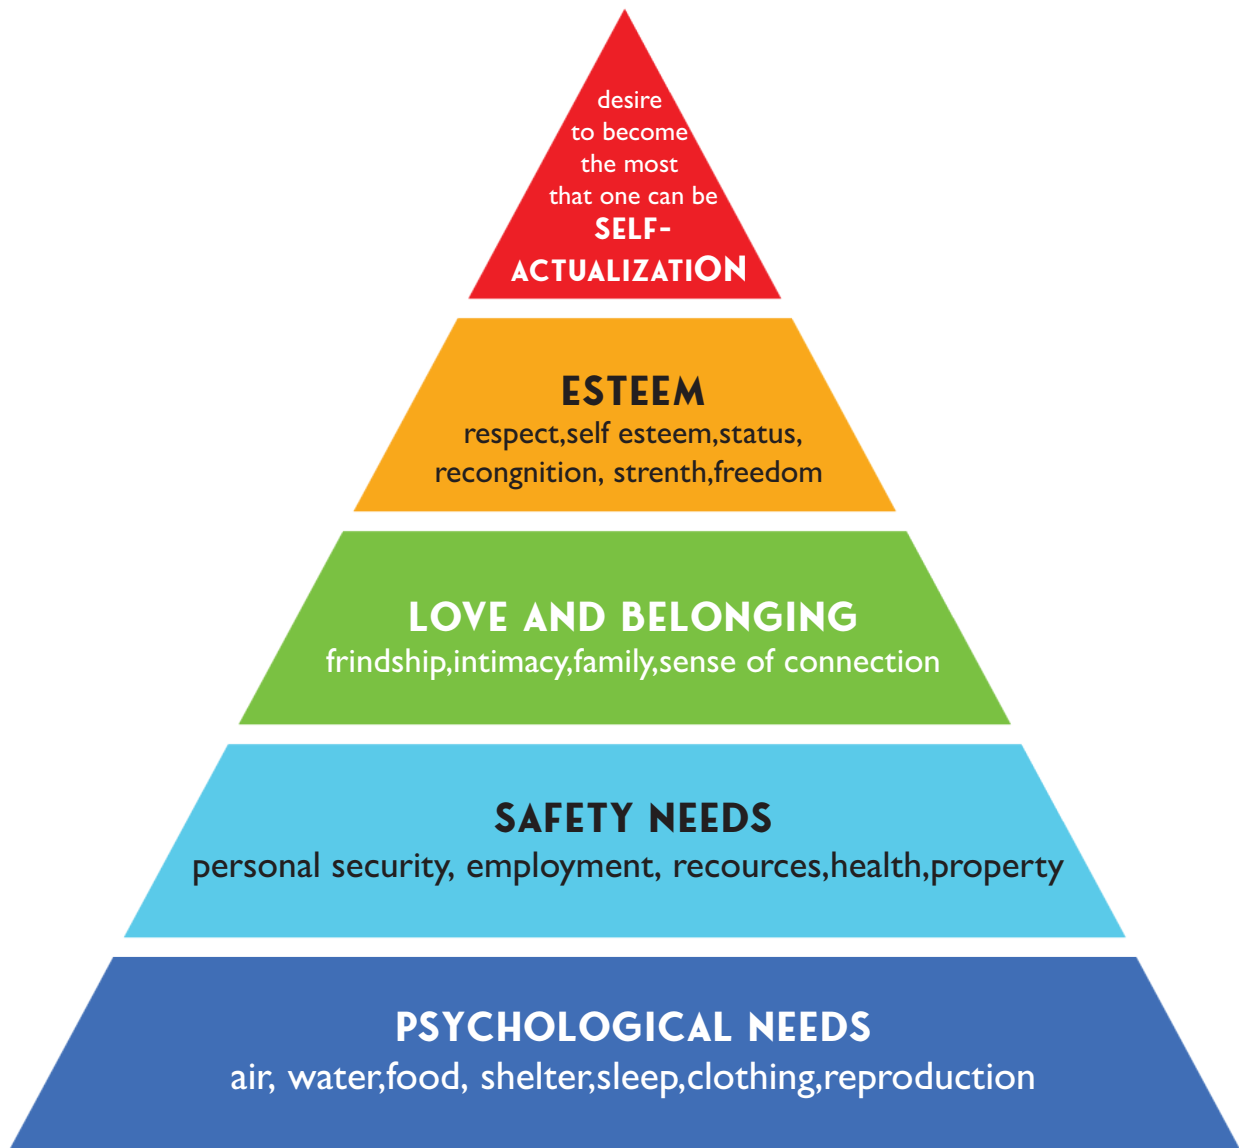 desire
to become
the most
that one can be
SELF-
ACTUALIZATION
ESTEEM
respect,self esteem,status,
recongnition, strenth,freedom
LOVE AND BELONGING
frindship,intimacy,family,sense of connection
SAFETY NEEDS
personal security, employment, recources,health,property
PSYCHOLOGICAL NEEDS
air, water,food, shelter,sleep,clothing,reproduction